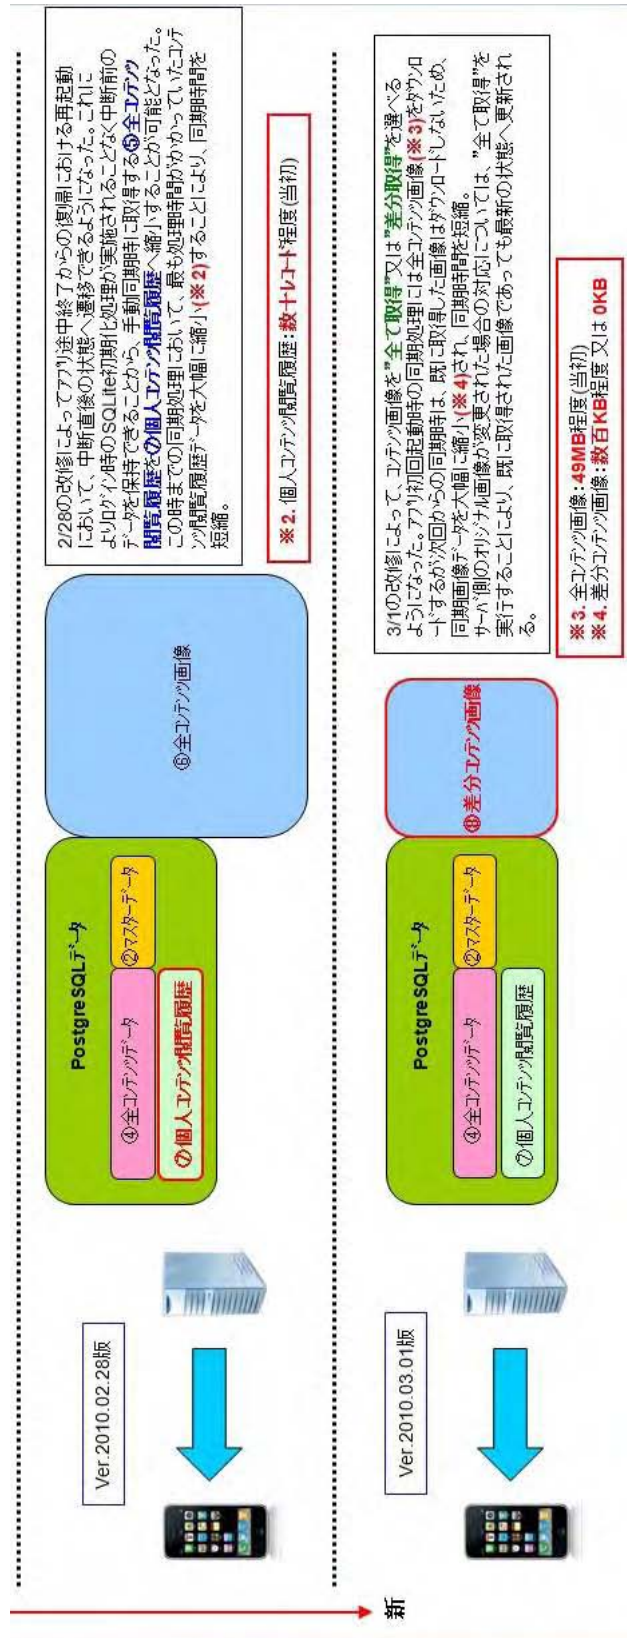 Ver.2010.02.28版
PostgreSQLデータ
④全コンテンツデータ
②マスターデータ
⑦個人コンテンツ閲覧履歴
⑥全コンテンツ画像
2/28の改修によってアプリ途中終了からの復帰における再起動
において、中断直後の状態へ遷移できるようになった。これに
よりログイン時のSQLite初期化処理が実施されることなく中断前の
データを保持できることから、手動同期時に取得する⑤全コンテンツ
閲覧履歴を⑦個人コンテンツ閲覧履歴へ縮小することが可能となった。
この時までの同期処理において、最も処理時間がかかっていたコンテ
ンツ閲覧履歴データを大幅に縮小(※2)することにより、同期時間を
短縮。
※2. 個人コンテンツ閲覧履歴：数十レコード程度(当初)
Ver.2010.03.01版
PostgreSQLデータ
④全コンテンツデータ
②マスターデータ
⑦個人コンテンツ閲覧履歴
⑧差分コンテンツ画像
3/1の改修によって、コンテンツ画像を"全て取得"又は"差分取得"を選べる
ようになった。アプリ初回起動時の同期処理には全コンテンツ画像(※3)をダウンロ
ードするが次回からの同期時は、既に取得した画像はダウンロードしないため、
同期画像データを大幅に縮小(※4)され、同期時間を短縮。
サーバ側のオリジナル画像が変更された場合の対応については、"全て取得"を
実行することにより、既に取得された画像であっても最新の状態へ更新され
る。
※3. 全コンテンツ画像：49MB程度(当初)
※4. 差分コンテンツ画像：数百KB程度 又は 0KB
新